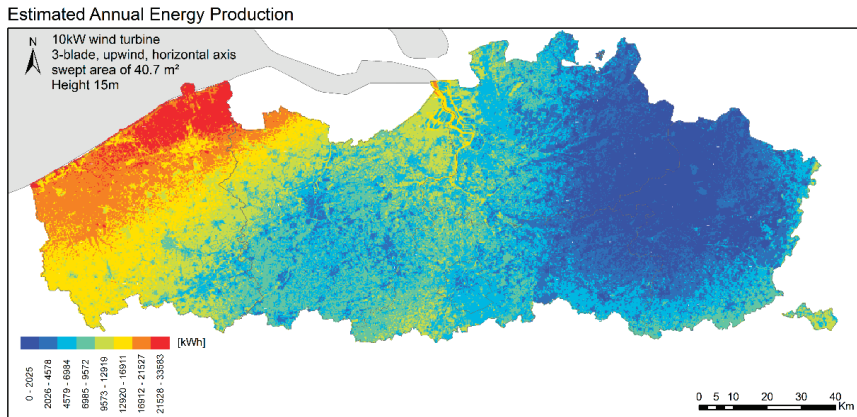 Estimated Annual Energy Production
N
10kW wind turbine
3-blade, upwind, horizontal axis
swept area of 40.7 m²
Height 15m
[kWh]
0 - 2025
2026 - 4578
4579 - 6984
6985 - 9572
9573 - 12919
12920 - 16911
16912 - 21527
21528 - 33583
0 5 10 20 30 40
Km